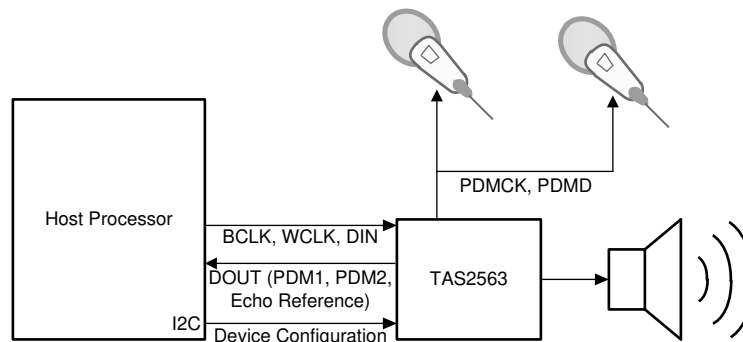 PDMCK, PDMD
Host Processor
BCLK, WCLK, DIN
DOUT (PDM1, PDM2,
Echo Reference)
TAS2563
I2C
Device Configuration